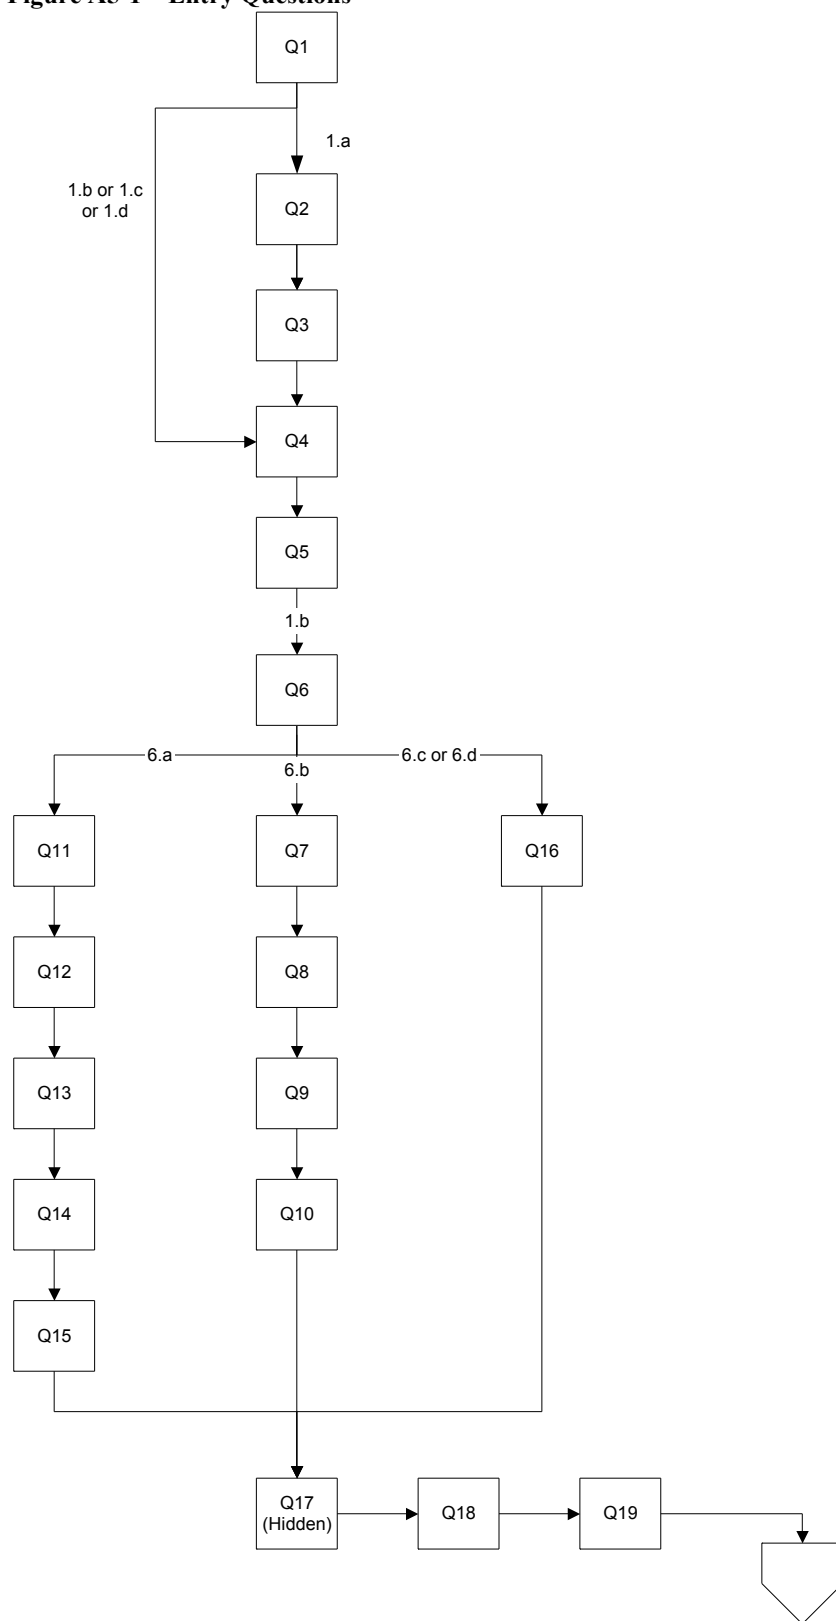 Figure A3-1 – Entry Questions
Q1
1.a
1.b or 1.c
or 1.d
Q2
Q3
Q4
Q5
1.b
Q6
6.a
6.c or 6.d
6.b
Q11
Q7
Q16
Q12
Q8
Q13
Q9
Q14
Q10
Q15
Q17
(Hidden)
Q18
Q19